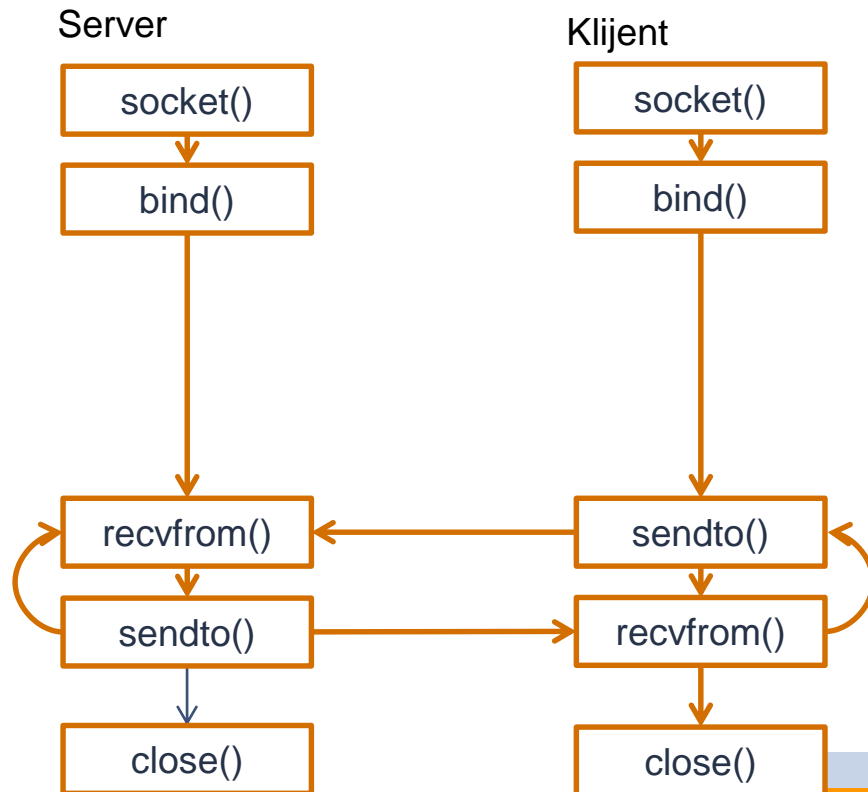 Server
Klijent
socket()
socket()
bind()
bind()
recvfrom()
sendto()
sendto()
recvfrom()
close()
close()